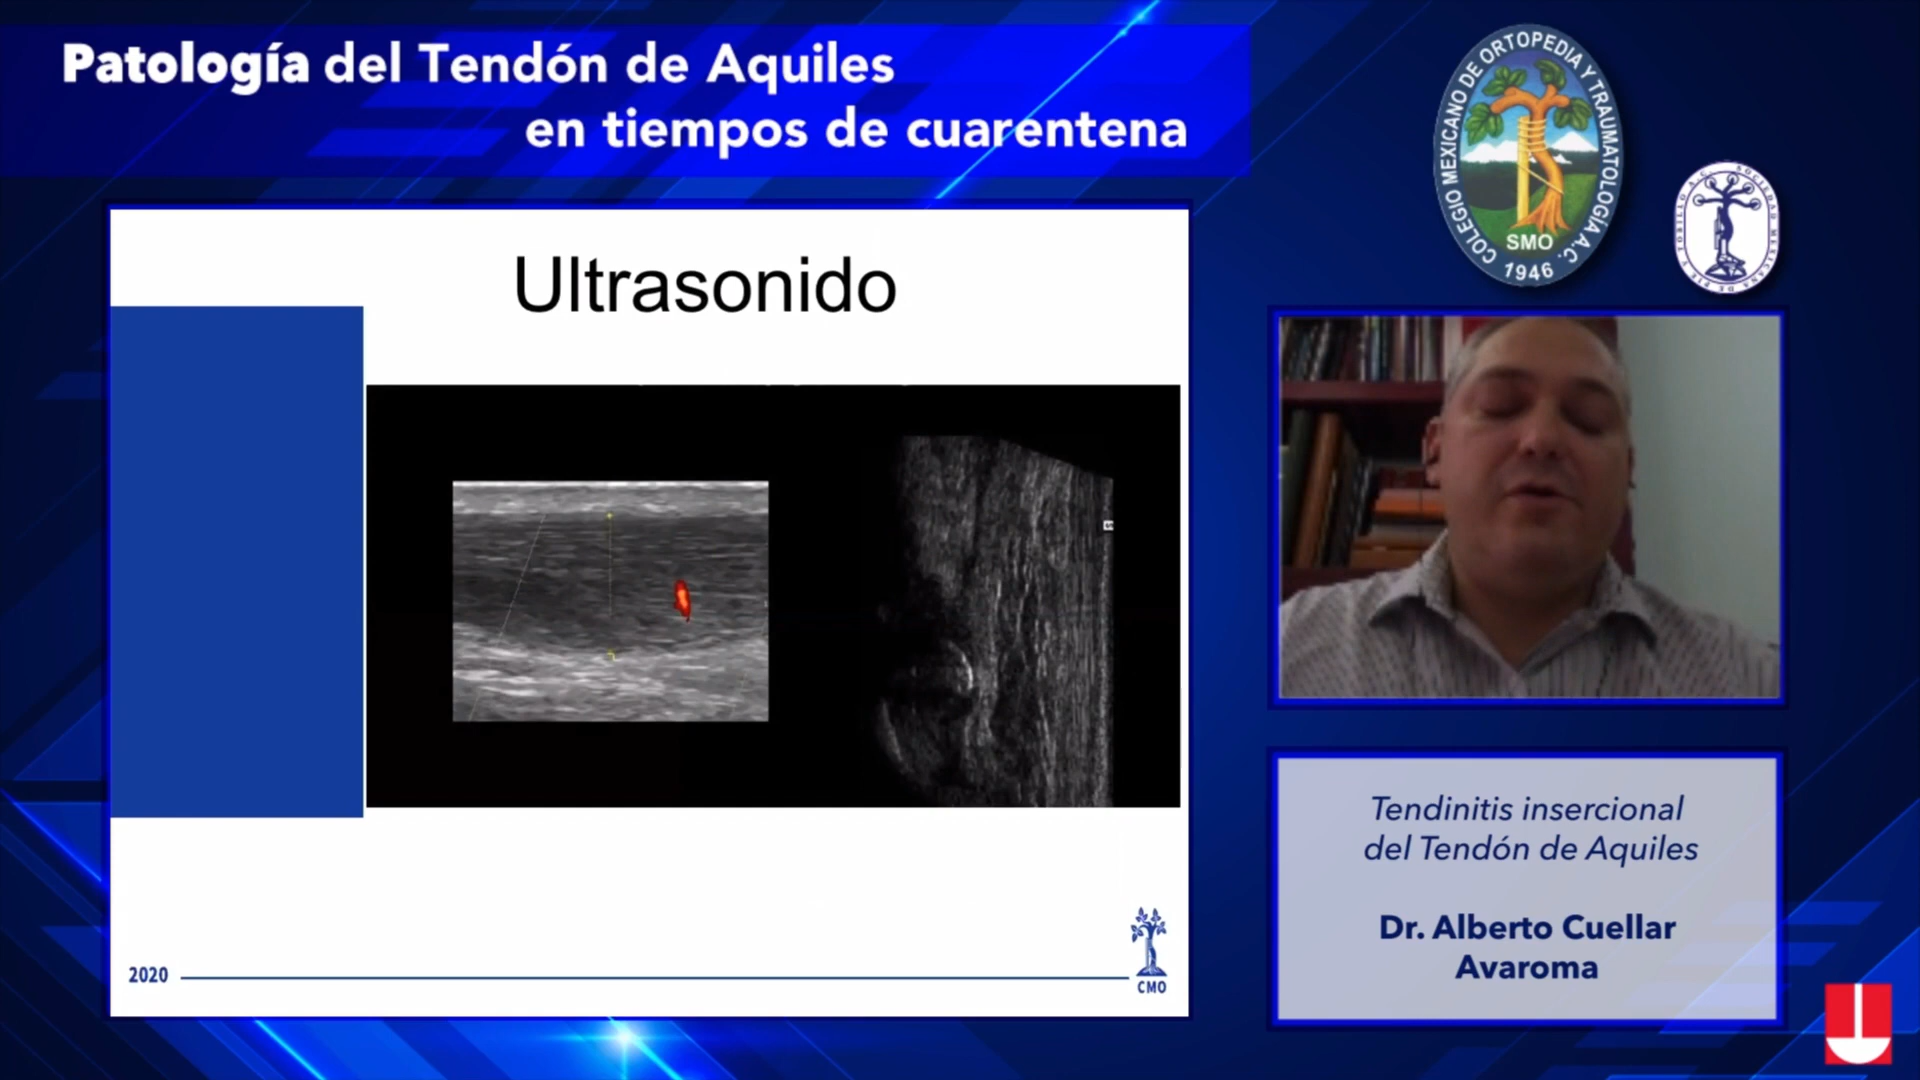 Patología del Tendón de Aquiles
en tiempos de cuarentena
COLEGIO MEXICANO DE ORTOPEDIA Y TRAUMATOLOGÍA A.C.
SMO
1946
Ultrasonido
Tendinitis insercional
del Tendón de Aquiles
Dr. Alberto Cuellar
Avaroma
2020
CMO